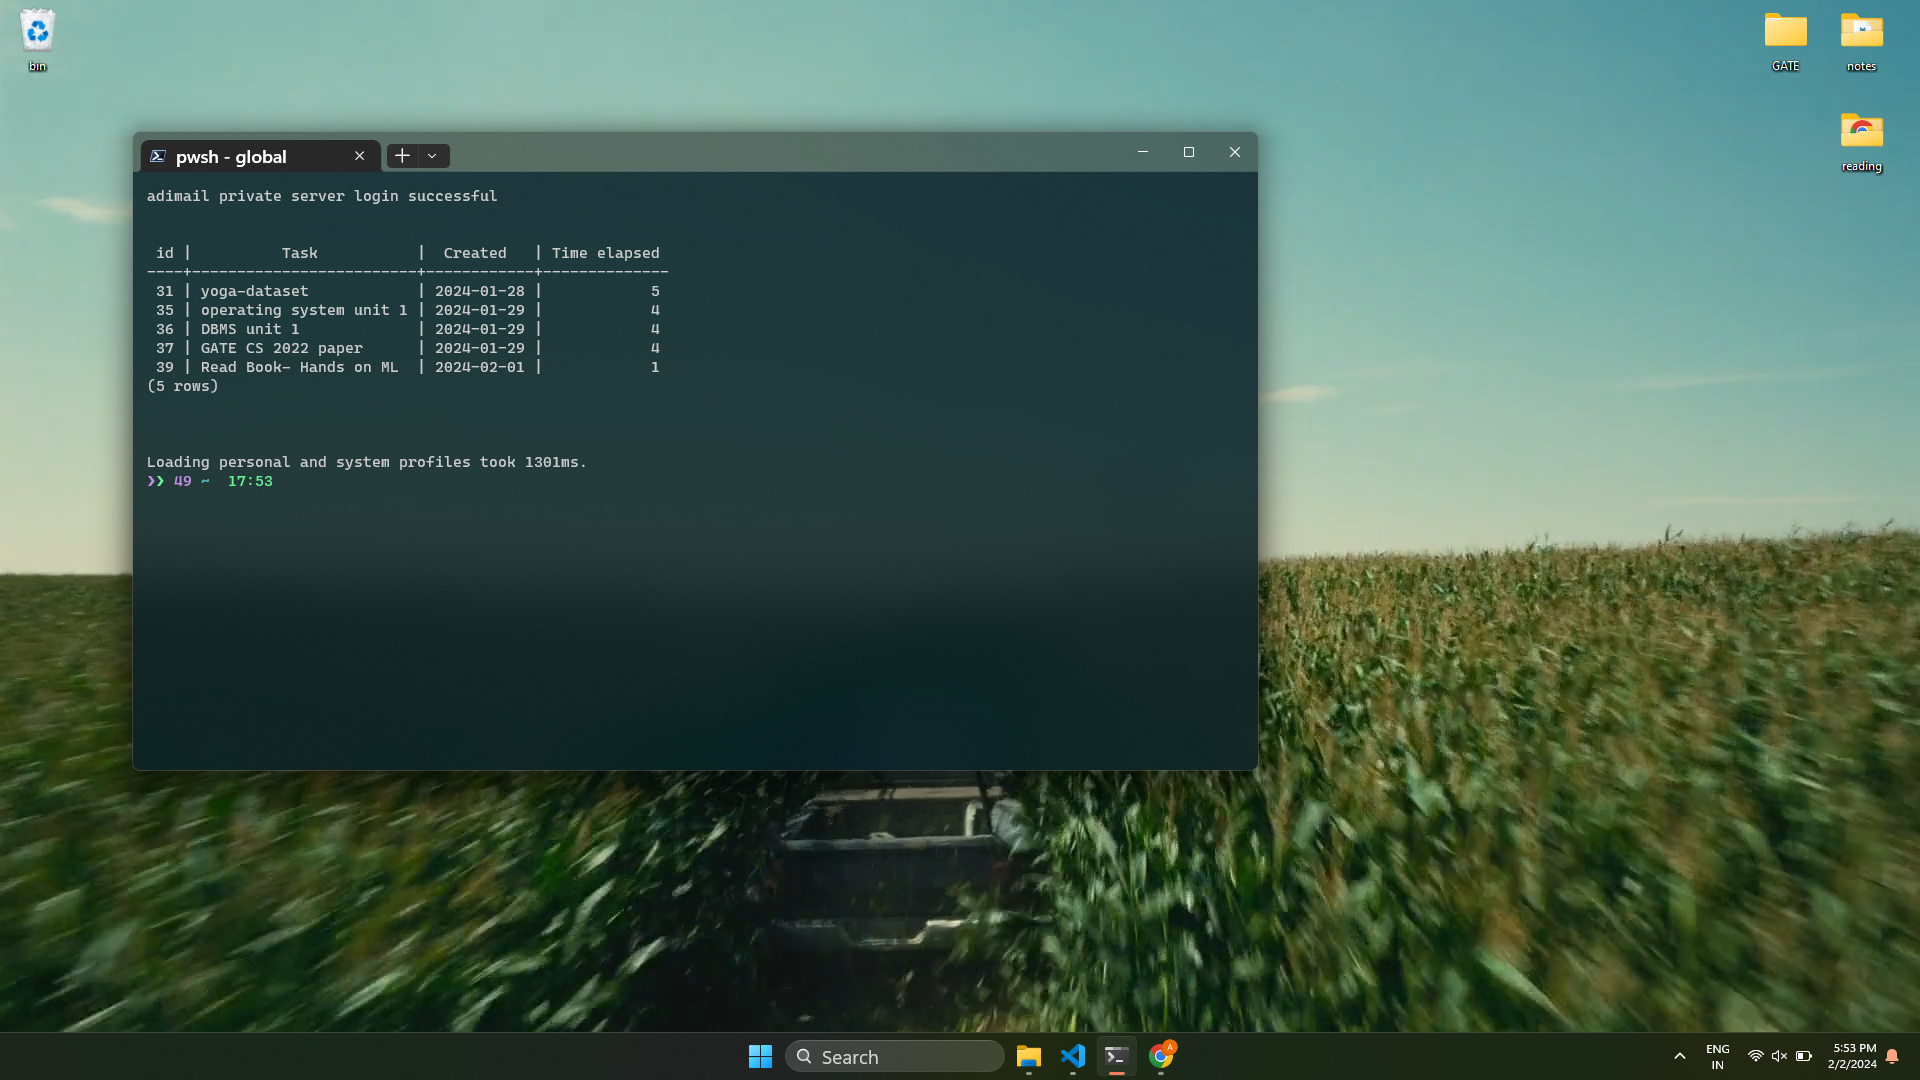 bin
GATE
notes
reading
pwsh - global
adimail private server login successful
id | Task | Created | Time elapsed
----+-------------------------+------------+--------------
31 | yoga-dataset | 2024-01-28 | 5
35 | operating system unit 1 | 2024-01-29 | 4
36 | DBMS unit 1 | 2024-01-29 | 4
37 | GATE CS 2022 paper | 2024-01-29 | 4
39 | Read Book- Hands on ML | 2024-02-01 | 1
(5 rows)
Loading personal and system profiles took 1301ms.
❯❯ 49 ~ 17:53
Search
A
ENG
IN
5:53 PM
2/2/2024